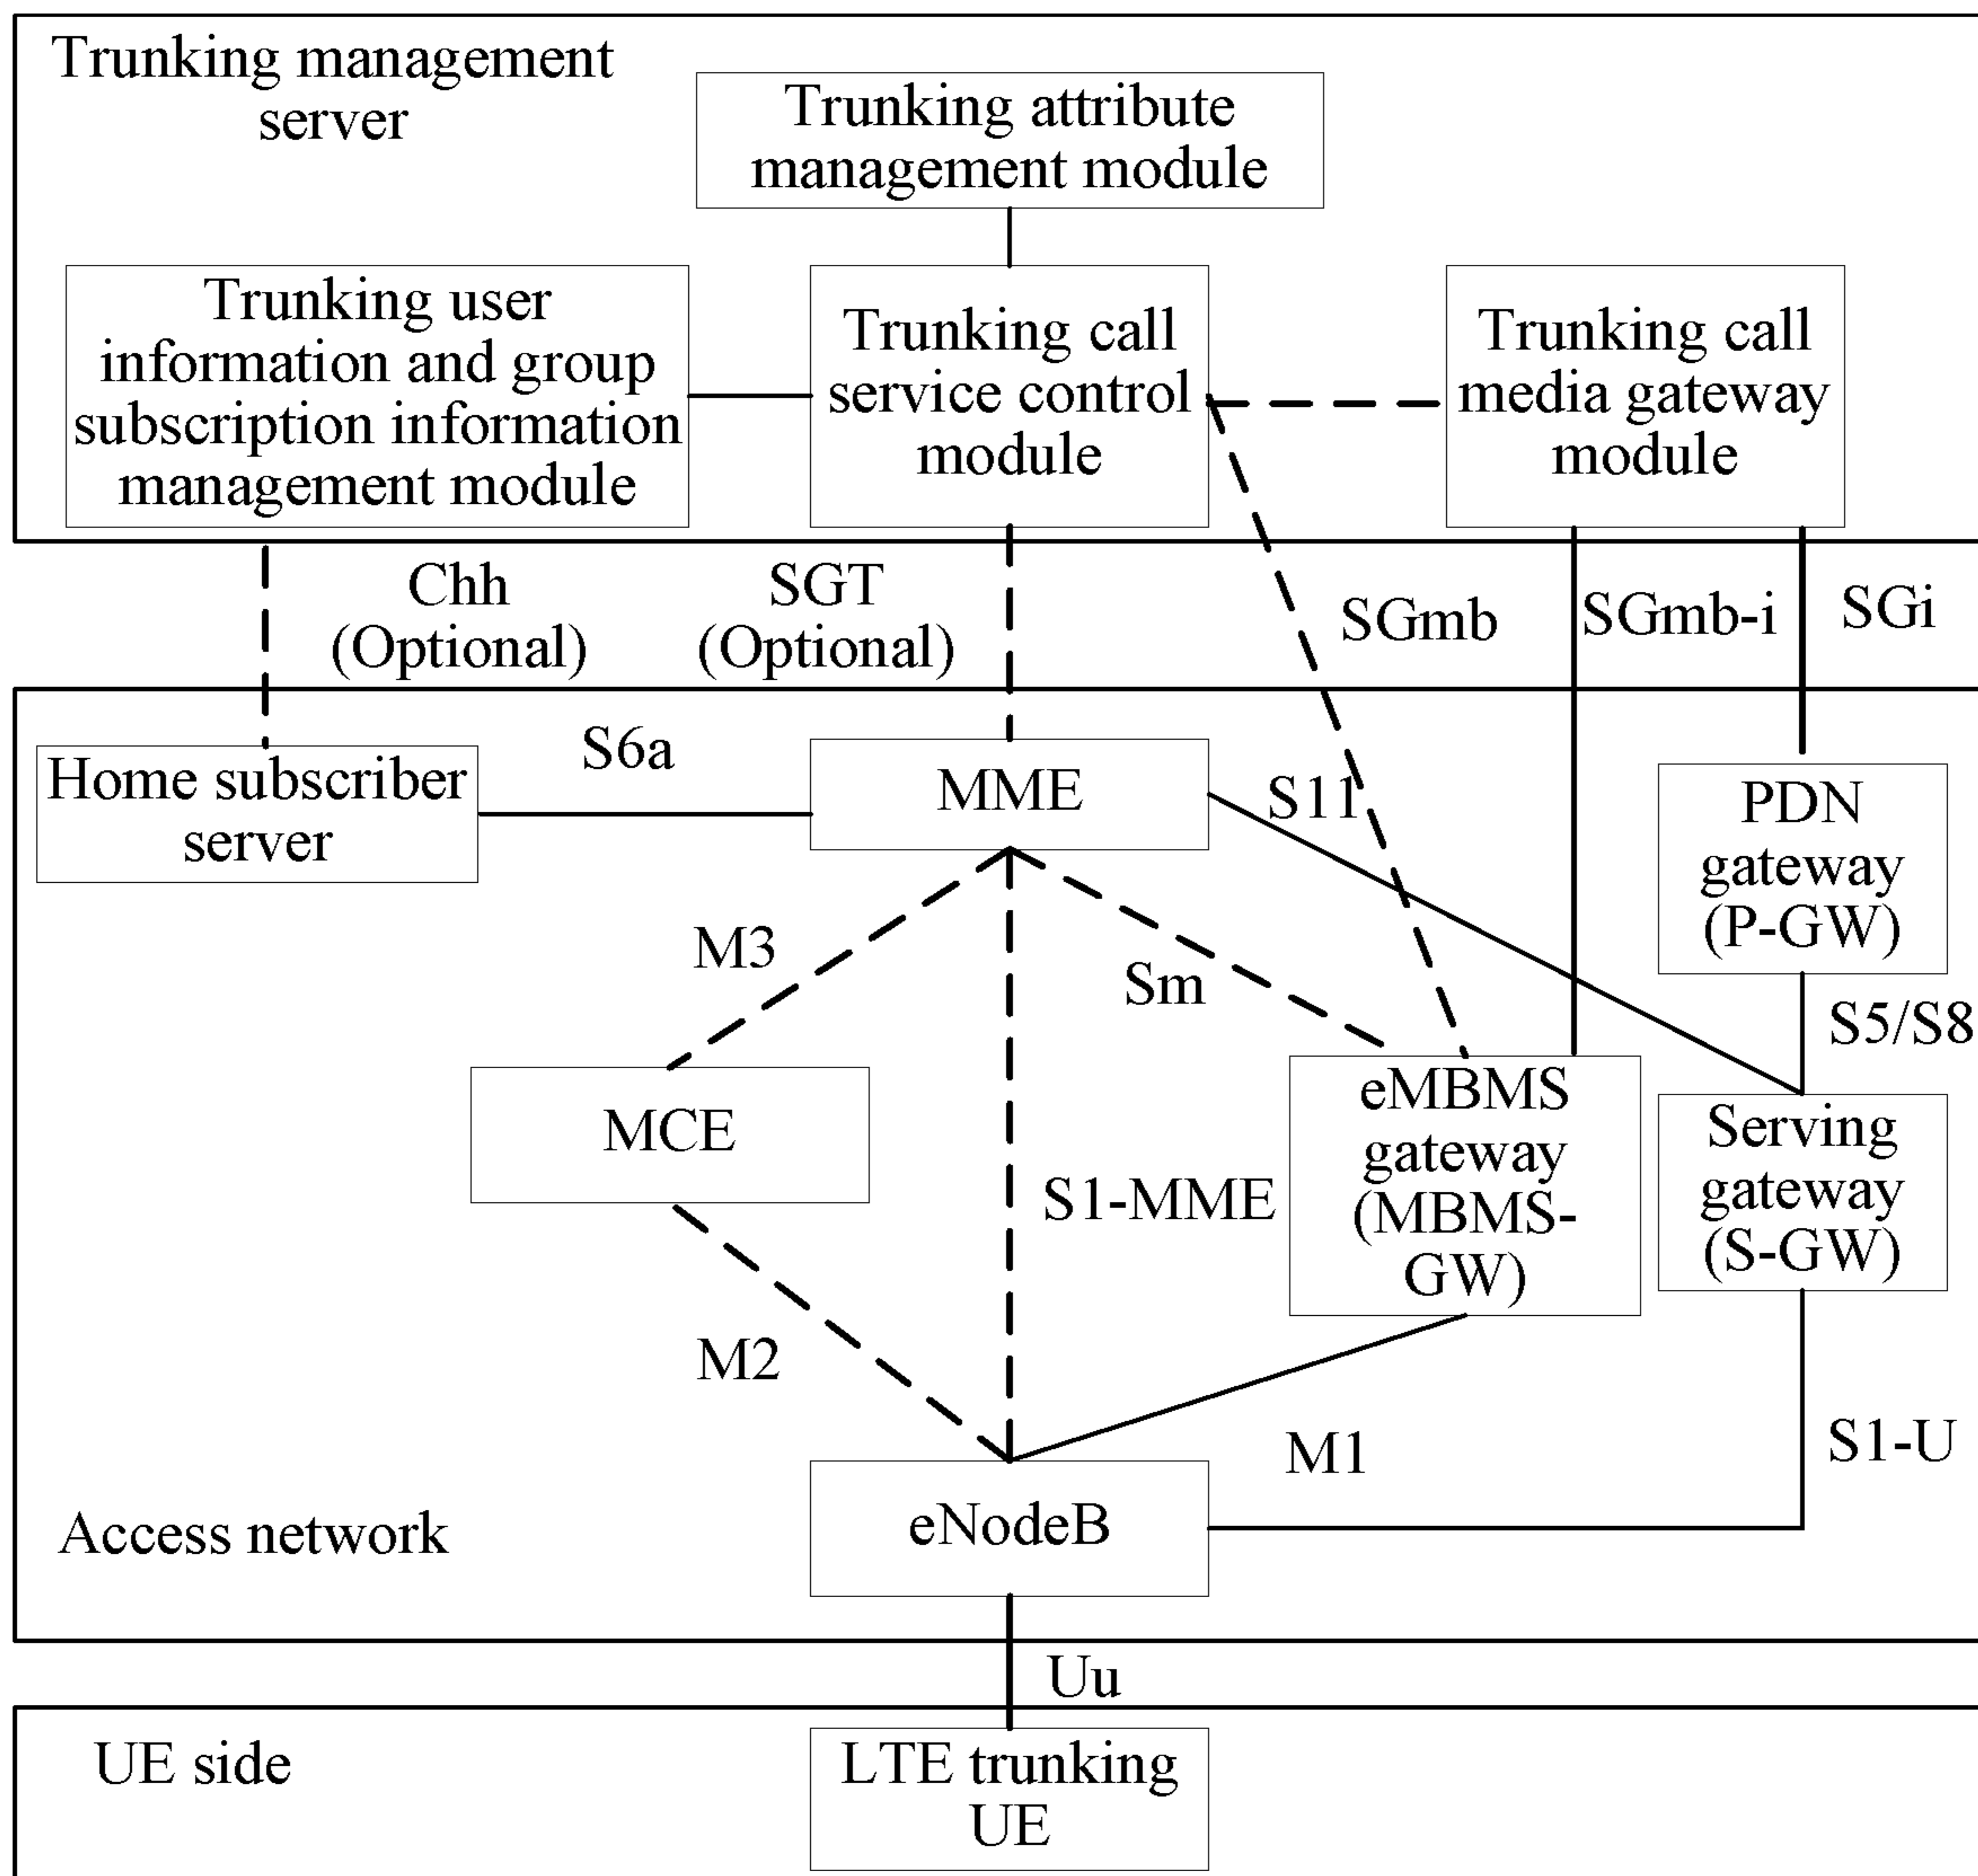 Trunking management
server
Trunking attribute
management module
Trunking user
information and group
subscription information
management module
Trunking call
service control
module
Trunking call
media gateway
module
Chh
(Optional)
SGT
(Optional)
SGmb
SGmb-i
SGi
Home subscriber
server
S6a
MME
S11
PDN
gateway
(P-GW)
M3
Sm
S5/S8
MCE
S1-MME
eMBMS
gateway
(MBMS-
GW)
Serving
gateway
(S-GW)
M2
M1
S1-U
eNodeB
Access network
Uu
UE side
LTE trunking
UE